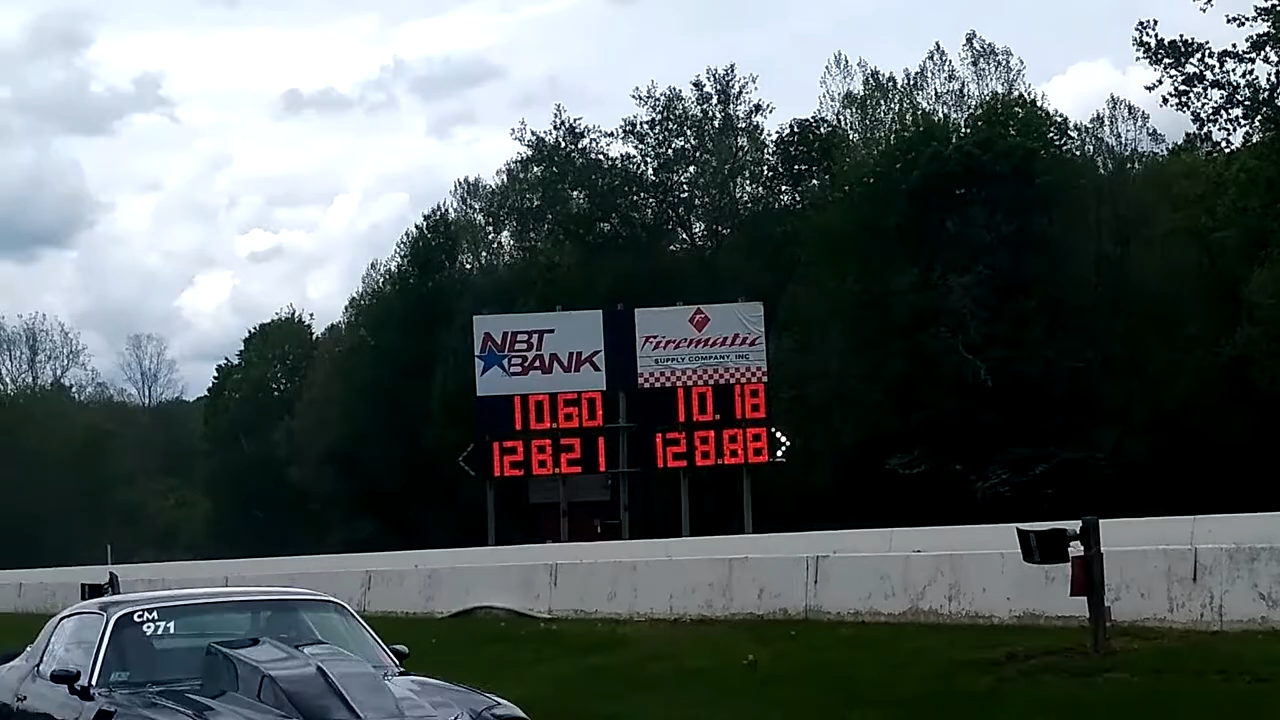 NBT
BANK
Firematic
SUPPLY COMPANY, INC
10.60
10.18
128.21
128.88
CM
971